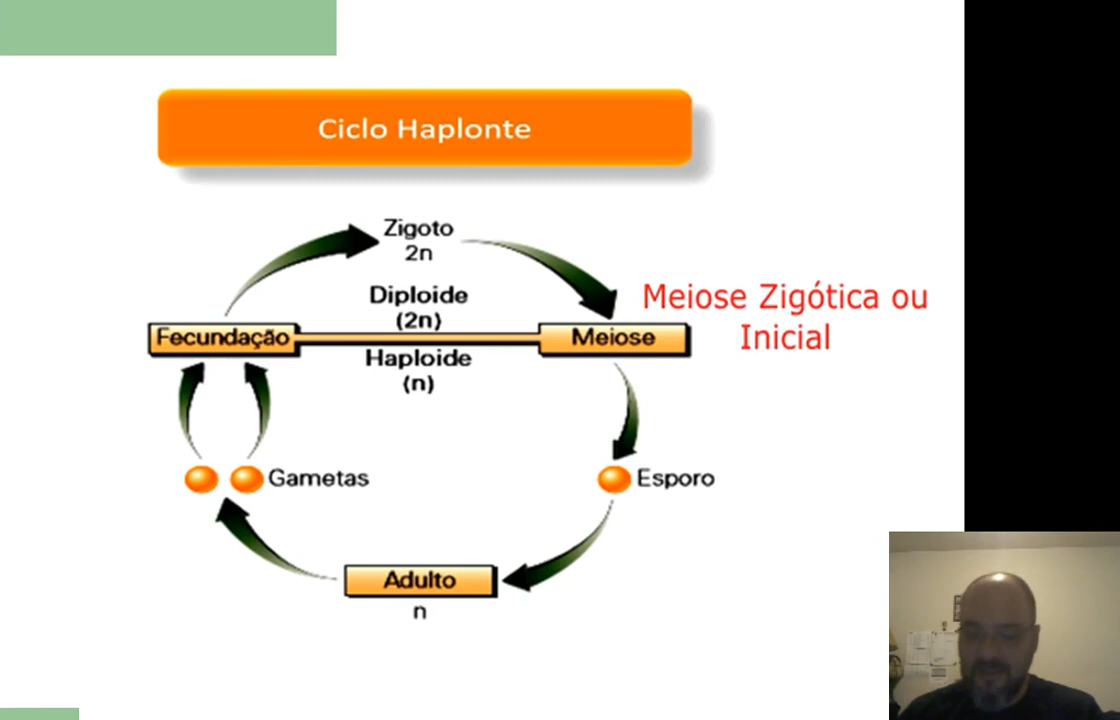 Ciclo Haplonte
Zigoto
2n
Diploide
(2n)
Meiose Zigótica ou
Inicial
Fecundação
Meiose
Haploide
(n)
Gametas
Esporo
Adulto
n